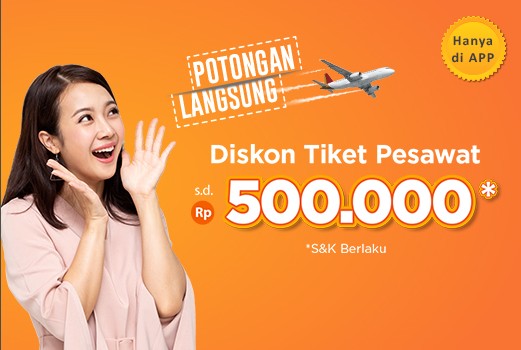 Hanya
di APP
POTONGAN
LANGSUNG
Diskon Tiket Pesawat
s.d.
Rp 500.000*
*S&K Berlaku